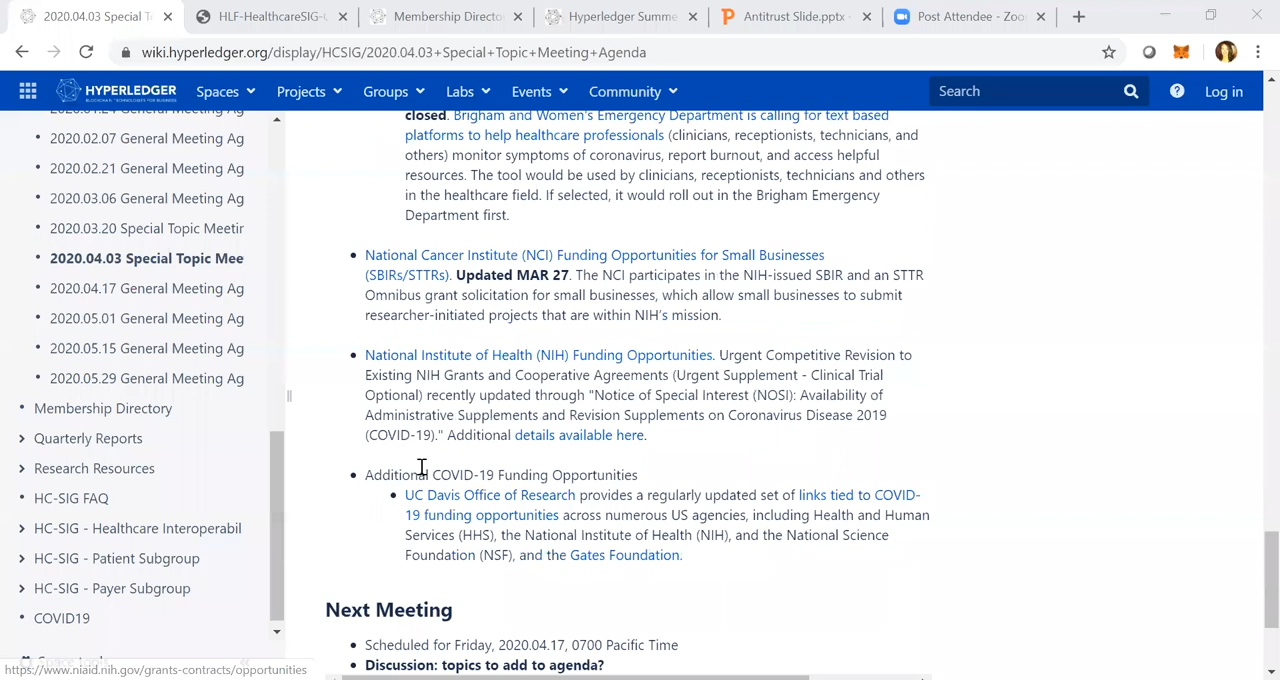 2020.04.03 Special T
HLF-HealthcareSIG-
Membership Directo
Hyperledger Summe
Antitrust Slide.pptx -
Post Attendee - Zoo
wiki.hyperledger.org/display/HCSIG/2020.04.03+Special+Topic+Meeting+Agenda
HYPERLEDGER
BLOCKCHAIN TECHNOLOGIES FOR BUSINESS
Spaces
Projects
Groups
Labs
Events
Community
Search
Log in
2020.02.07 General Meeting Ag
2020.02.21 General Meeting Ag
2020.03.06 General Meeting Ag
2020.03.20 Special Topic Meetir
2020.04.03 Special Topic Mee
2020.04.17 General Meeting Ag
2020.05.01 General Meeting Ag
2020.05.15 General Meeting Ag
2020.05.29 General Meeting Ag
Membership Directory
Quarterly Reports
Research Resources
HC-SIG FAQ
HC-SIG - Healthcare Interoperabil
HC-SIG - Patient Subgroup
HC-SIG - Payer Subgroup
COVID19
https://www.niaid.nih.gov/grants-contracts/opportunities
closed. Brigham and Women's Emergency Department is calling for text based
platforms to help healthcare professionals (clinicians, receptionists, technicians, and
others) monitor symptoms of coronavirus, report burnout, and access helpful
resources. The tool would be used by clinicians, receptionists, technicians and others
in the healthcare field. If selected, it would roll out in the Brigham Emergency
Department first.
National Cancer Institute (NCI) Funding Opportunities for Small Businesses
(SBIRs/STTRs). Updated MAR 27. The NCI participates in the NIH-issued SBIR and an STTR
Omnibus grant solicitation for small businesses, which allow small businesses to submit
researcher-initiated projects that are within NIH's mission.
National Institute of Health (NIH) Funding Opportunities. Urgent Competitive Revision to
Existing NIH Grants and Cooperative Agreements (Urgent Supplement - Clinical Trial
Optional) recently updated through "Notice of Special Interest (NOSI): Availability of
Administrative Supplements and Revision Supplements on Coronavirus Disease 2019
(COVID-19)." Additional details available here.
Additional COVID-19 Funding Opportunities
UC Davis Office of Research provides a regularly updated set of links tied to COVID-
19 funding opportunities across numerous US agencies, including Health and Human
Services (HHS), the National Institute of Health (NIH), and the National Science
Foundation (NSF), and the Gates Foundation.
Next Meeting
Scheduled for Friday, 2020.04.17, 0700 Pacific Time
Discussion: topics to add to agenda?